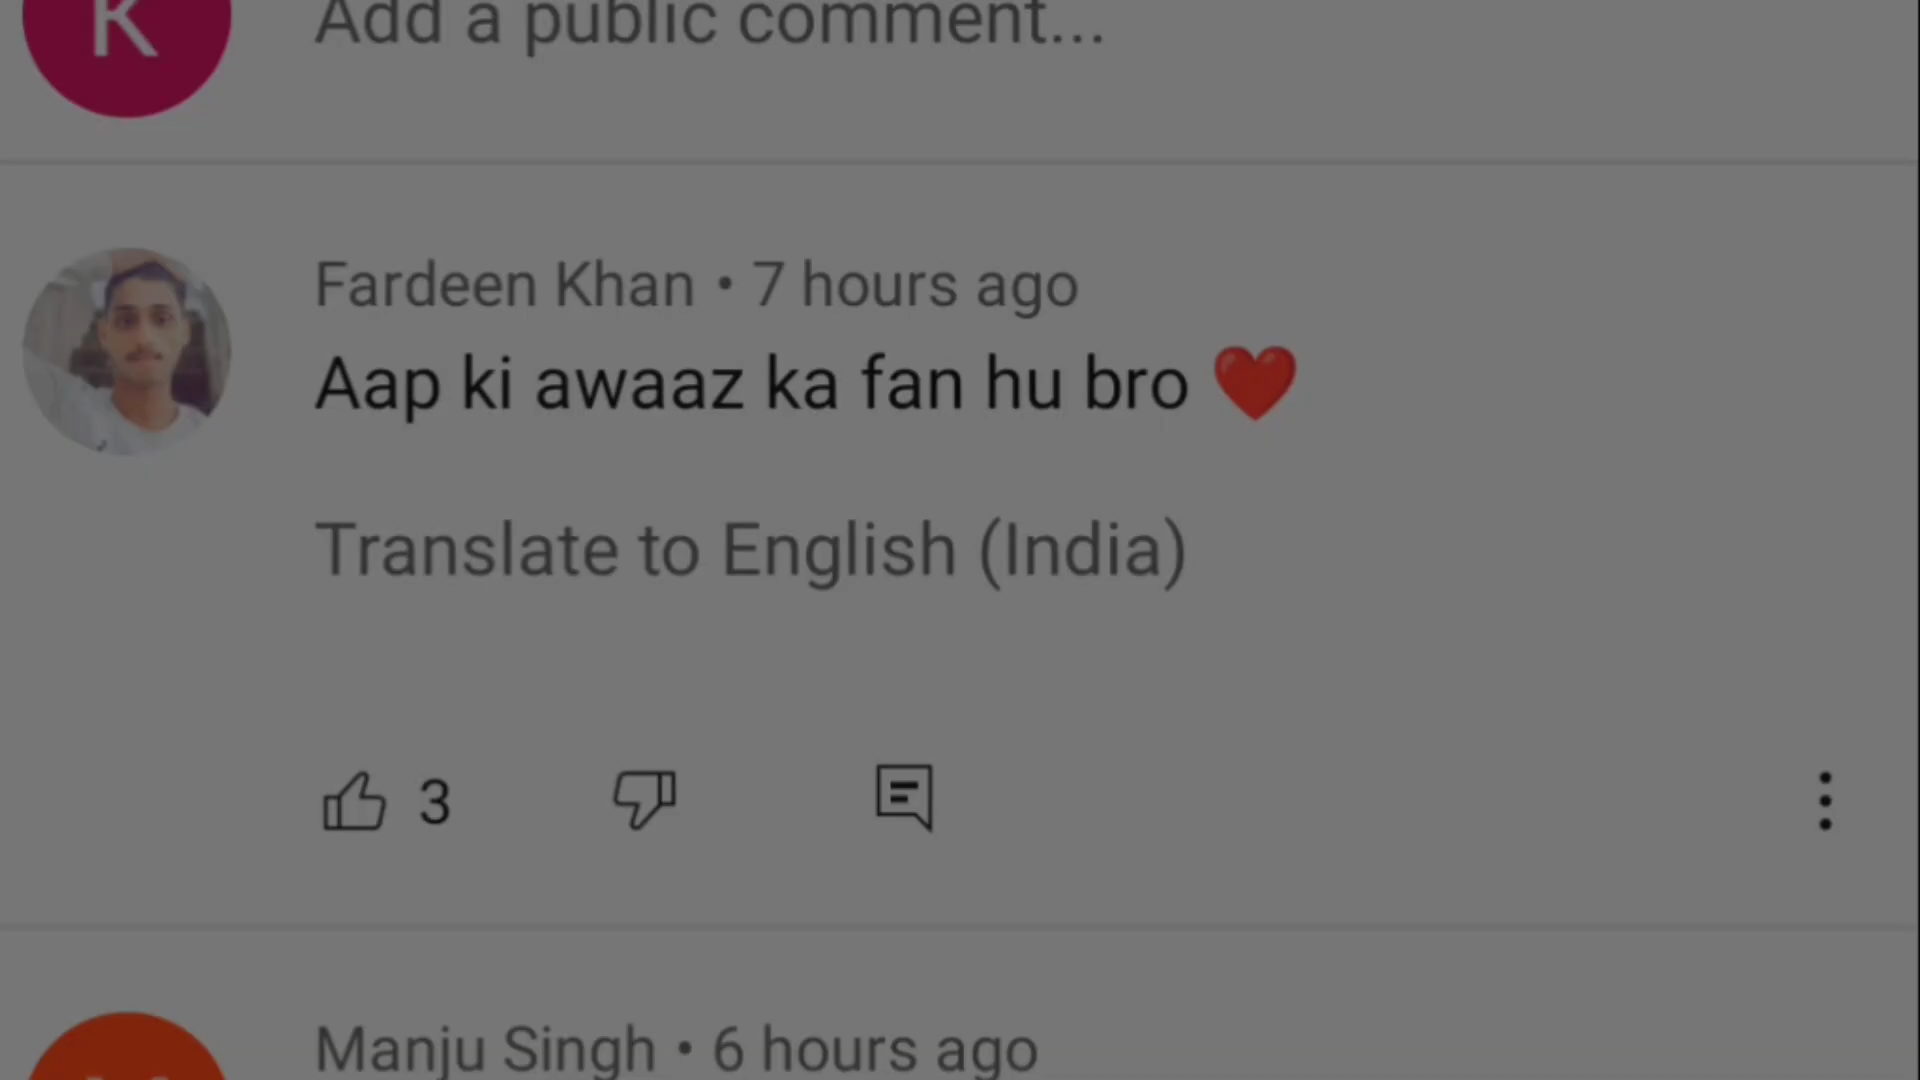 K
Add a public comment...
Fardeen Khan • 7 hours ago
Aap ki awaaz ka fan hu bro ❤️
Translate to English (India)
3
Manju Singh • 6 hours ago